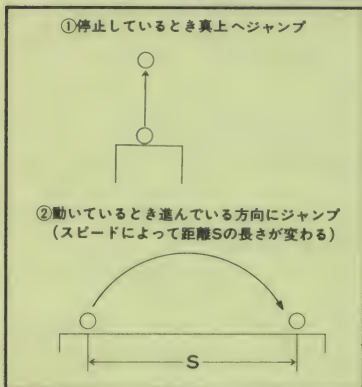 ①停止しているとき真上へジャンプ
②動いているとき進んでいる方向にジャンプ
(スピードによって距離Sの長さが変わる)
S